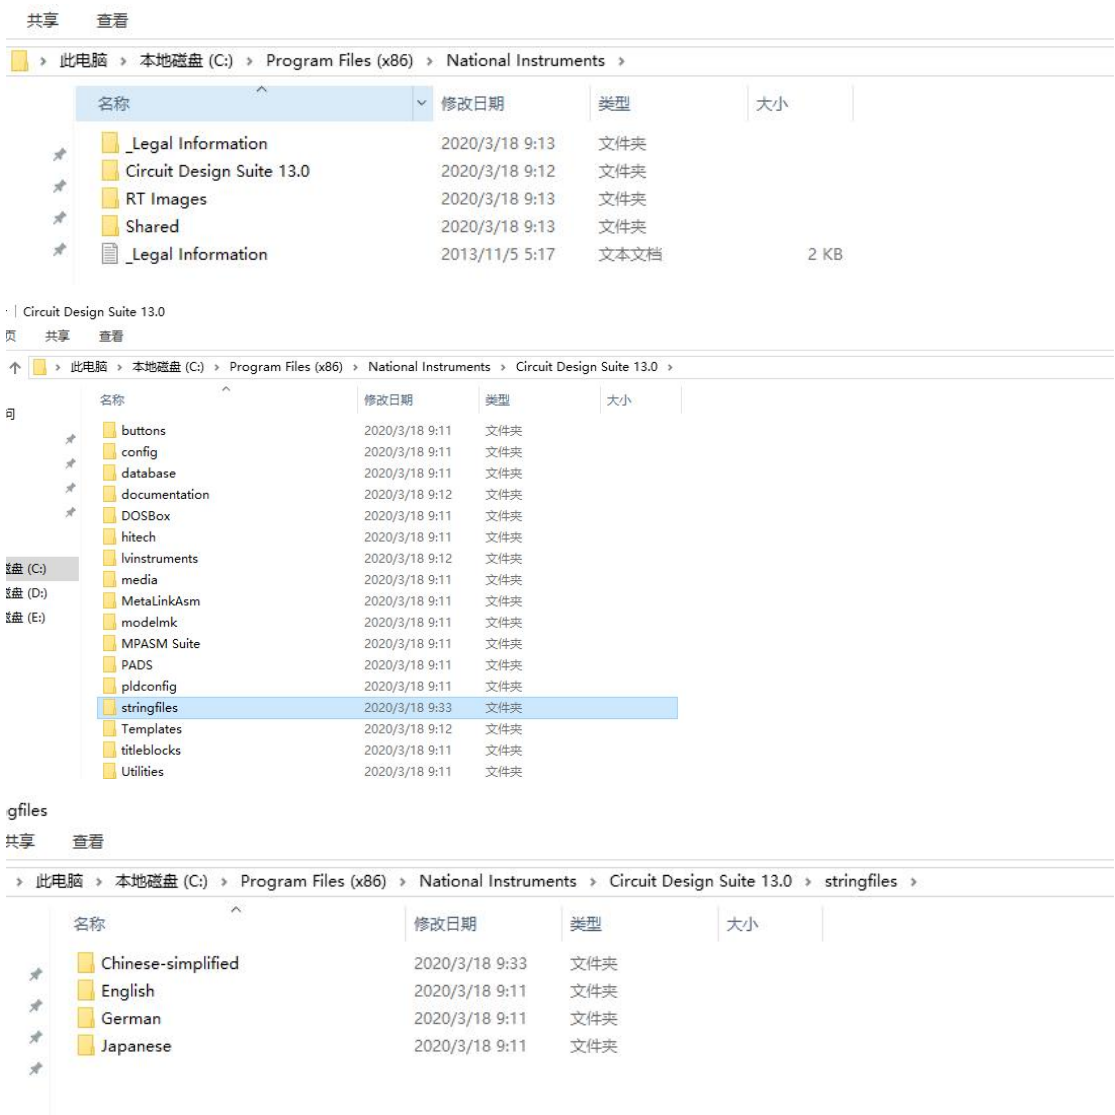 共享 查看
› 此电脑 › 本地磁盘 (C:) › Program Files (x86) › National Instruments ›
名称 修改日期 类型 大小
_Legal Information 2020/3/18 9:13 文件夹
Circuit Design Suite 13.0 2020/3/18 9:12 文件夹
RT Images 2020/3/18 9:13 文件夹
Shared 2020/3/18 9:13 文件夹
_Legal Information 2013/11/5 5:17 文本文档 2 KB
Circuit Design Suite 13.0
页 共享 查看
› 此电脑 › 本地磁盘 (C:) › Program Files (x86) › National Instruments › Circuit Design Suite 13.0 ›
名称 修改日期 类型 大小
问
buttons 2020/3/18 9:11 文件夹
config 2020/3/18 9:11 文件夹
database 2020/3/18 9:11 文件夹
documentation 2020/3/18 9:12 文件夹
DOSBox 2020/3/18 9:11 文件夹
hitech 2020/3/18 9:11 文件夹
lvinstruments 2020/3/18 9:12 文件夹
磁盘 (C:)
media 2020/3/18 9:11 文件夹
磁盘 (D:)
MetaLinkAsm 2020/3/18 9:11 文件夹
磁盘 (E:)
modelmk 2020/3/18 9:11 文件夹
MPASM Suite 2020/3/18 9:11 文件夹
PADS 2020/3/18 9:11 文件夹
pldconfig 2020/3/18 9:11 文件夹
stringfiles 2020/3/18 9:33 文件夹
Templates 2020/3/18 9:12 文件夹
titleblocks 2020/3/18 9:11 文件夹
Utilities 2020/3/18 9:11 文件夹
gfiles
共享 查看
› 此电脑 › 本地磁盘 (C:) › Program Files (x86) › National Instruments › Circuit Design Suite 13.0 › stringfiles ›
名称 修改日期 类型 大小
Chinese-simplified 2020/3/18 9:33 文件夹
English 2020/3/18 9:11 文件夹
German 2020/3/18 9:11 文件夹
Japanese 2020/3/18 9:11 文件夹